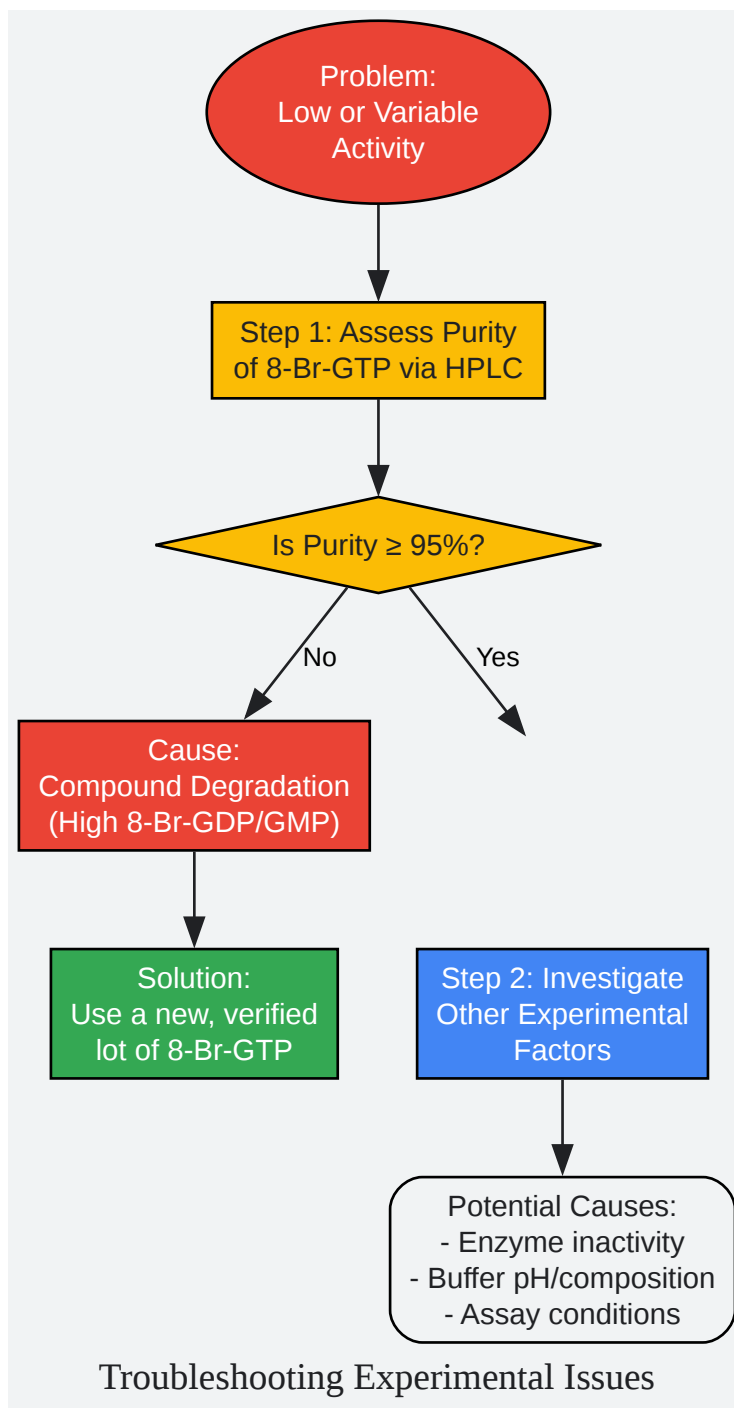 Problem:
Low or Variable
Activity
Step 1: Assess Purity
of 8-Br-GTP via HPLC
Is Purity ≥ 95%?
No
Yes
Cause:
Compound Degradation
(High 8-Br-GDP/GMP)
Solution:
Use a new, verified
lot of 8-Br-GTP
Step 2: Investigate
Other Experimental
Factors
Potential Causes:
- Enzyme inactivity
- Buffer pH/composition
- Assay conditions
Troubleshooting Experimental Issues